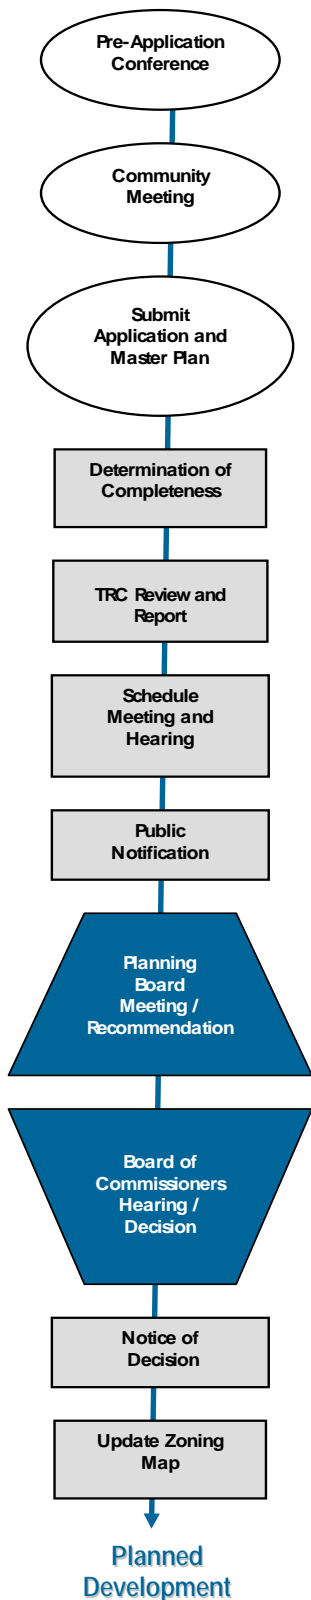 Pre-Application
Conference
Community
Meeting
Submit
Application and
Master Plan
Determination of
Completeness
TRC Review and
Report
Schedule
Meeting and
Hearing
Public
Notification
Planning
Board
Meeting /
Recommendation
Board of
Commissioners
Hearing /
Decision
Notice of
Decision
Update Zoning
Map
Planned
Development